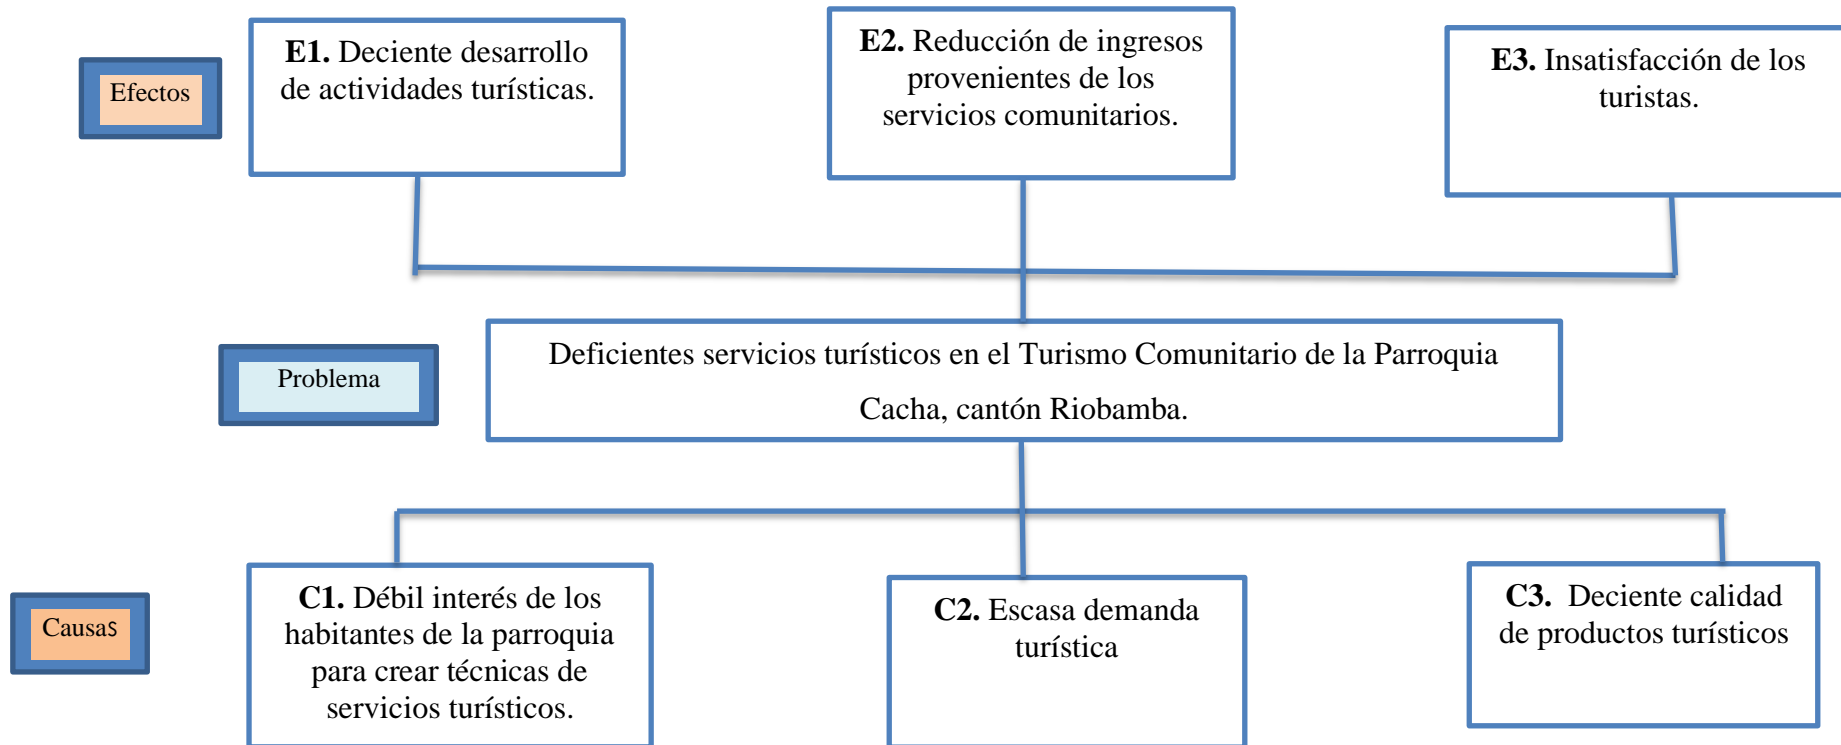 Efectos
E1. Deciente desarrollo
de actividades turísticas.
E2. Reducción de ingresos
provenientes de los
servicios comunitarios.
E3. Insatisfacción de los
turistas.
Problema
Deficientes servicios turísticos en el Turismo Comunitario de la Parroquia
Cacha, cantón Riobamba.
Causas
C1. Débil interés de los
habitantes de la parroquia
para crear técnicas de
servicios turísticos.
C2. Escasa demanda
turística
C3. Deciente calidad
de productos turísticos